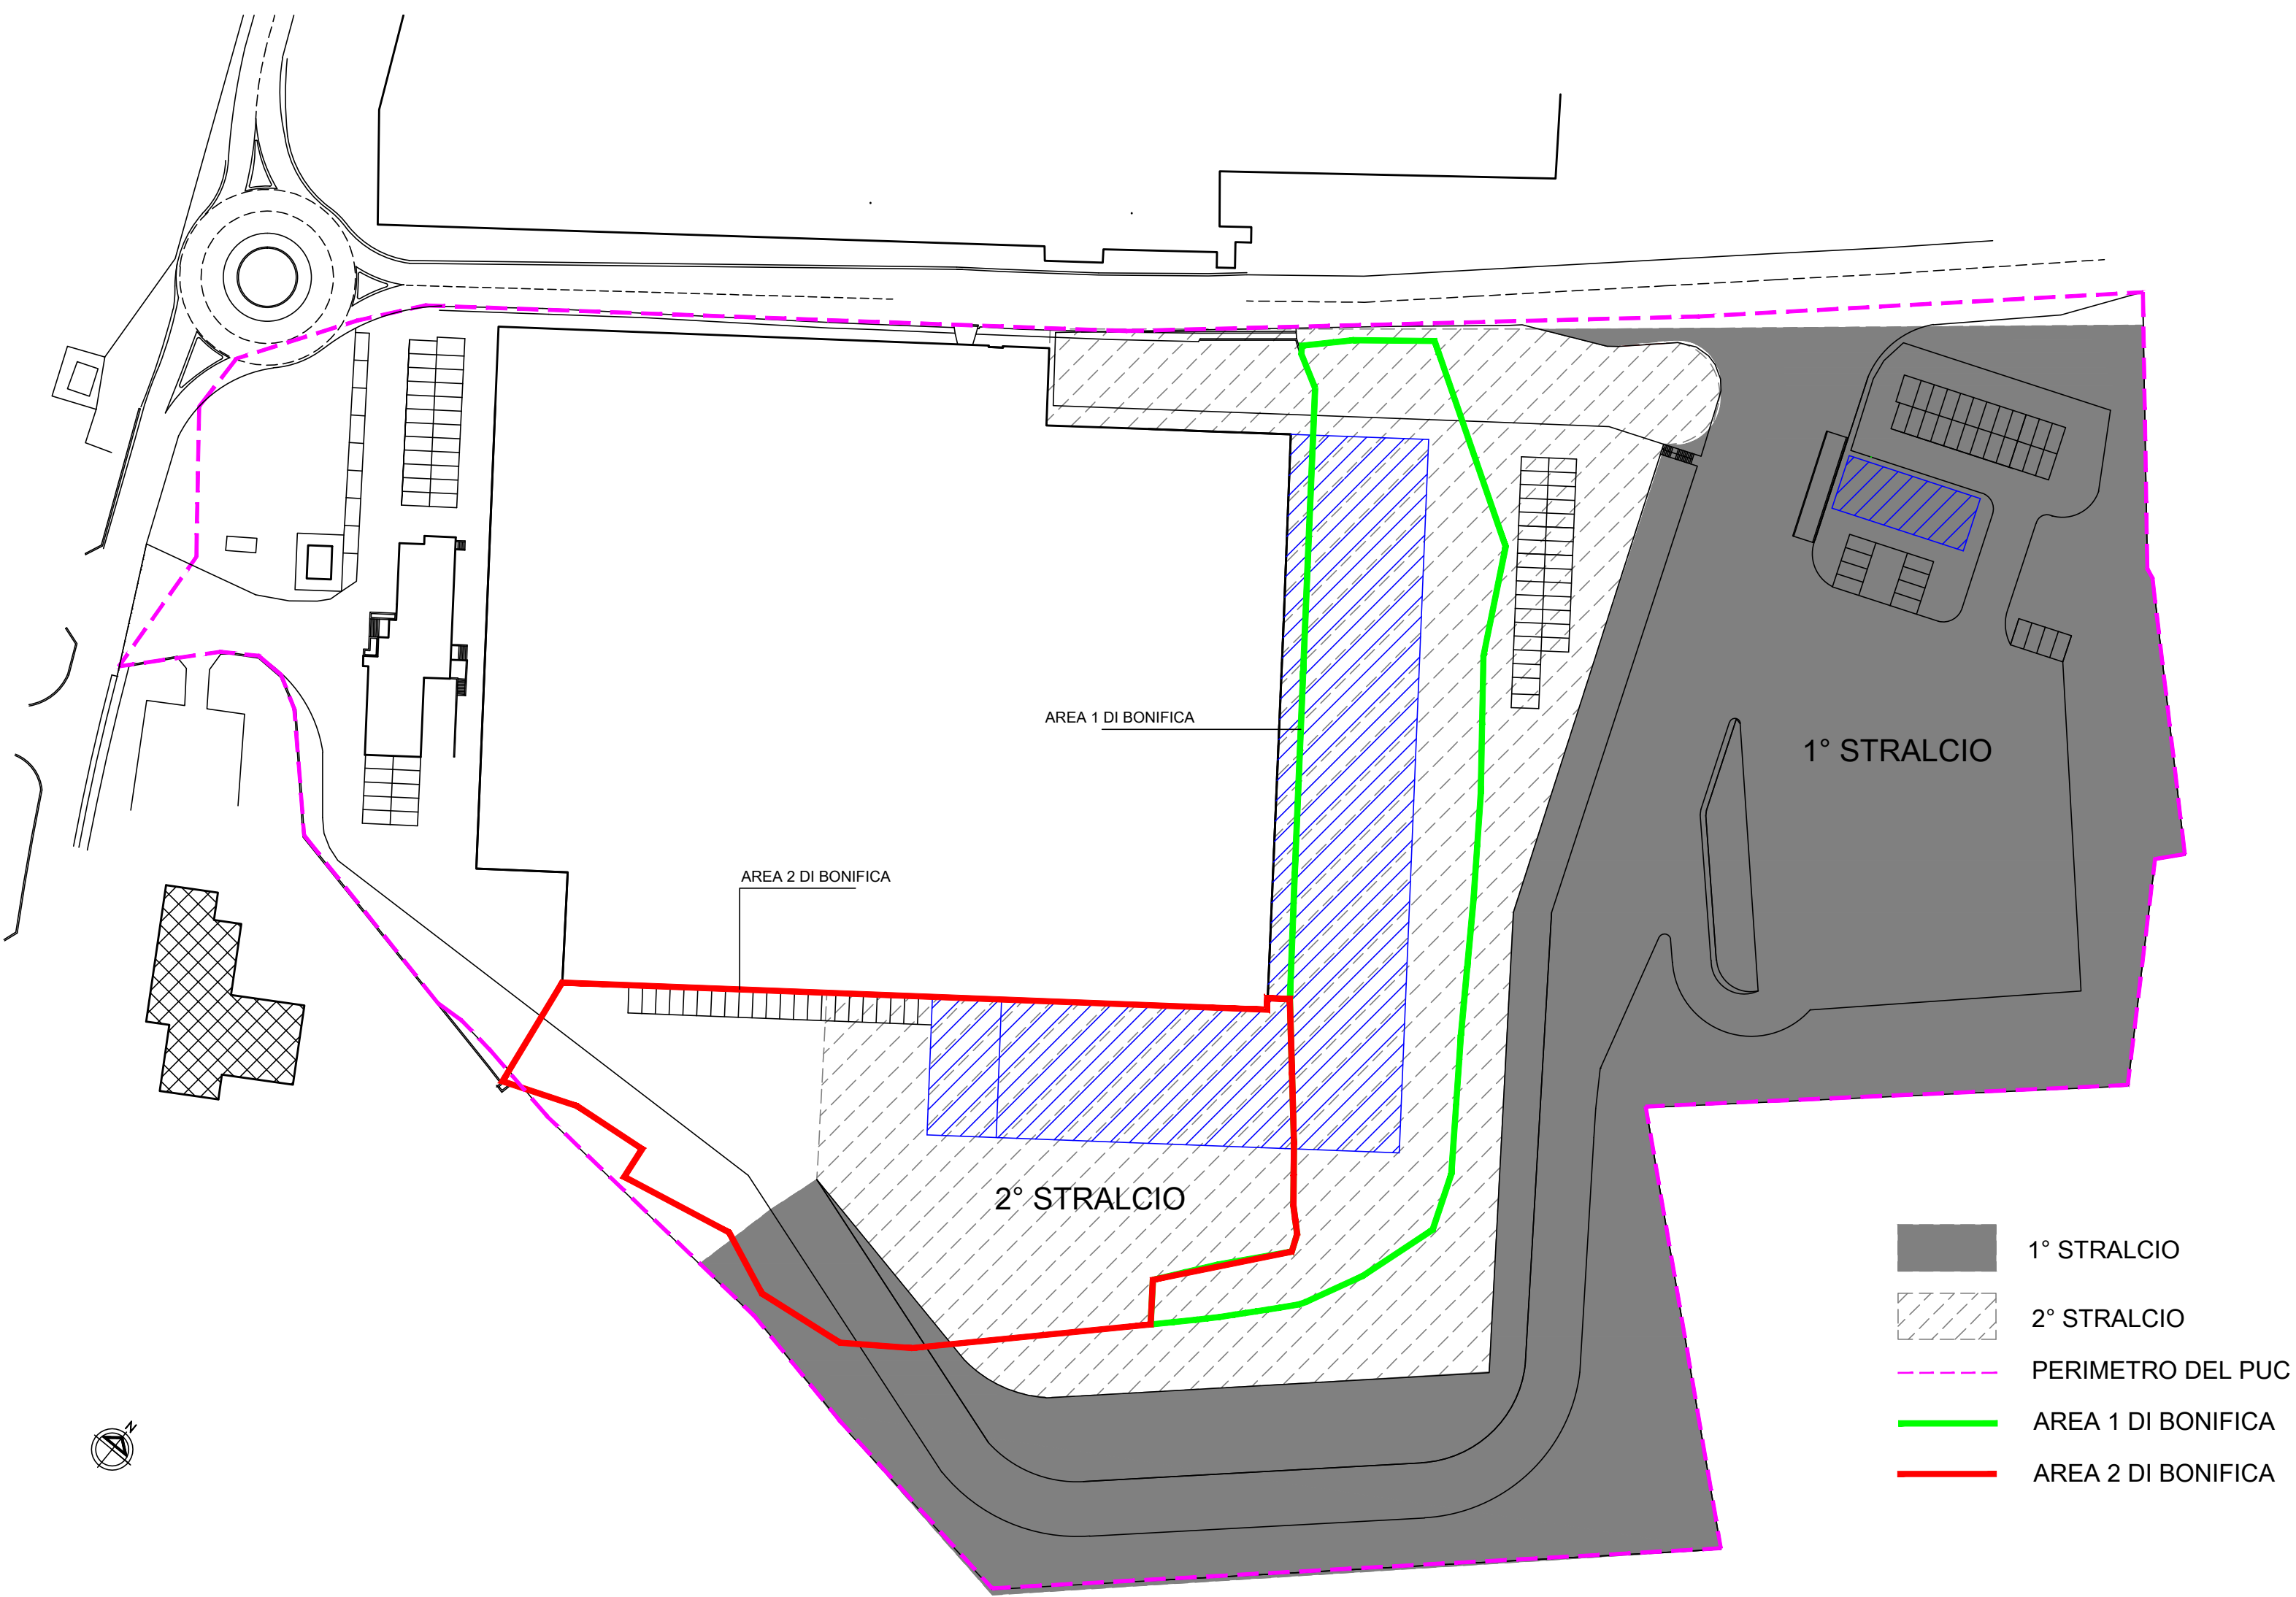 AREA 1 DI BONIFICA
1° STRALCIO
AREA 2 DI BONIFICA
2° STRALCIO
1° STRALCIO
2° STRALCIO
PERIMETRO DEL PUC
AREA 1 DI BONIFICA
AREA 2 DI BONIFICA
N